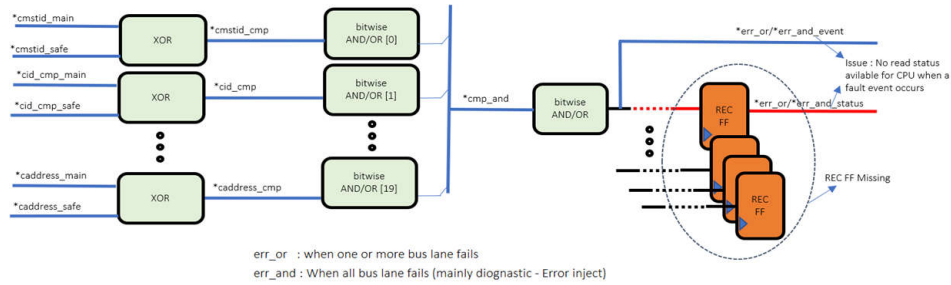 *cmstid_main
*cmstid_safe
XOR
*cmstid_cmp
bitwise
AND/OR [0]
*cid_cmp_main
*cid_cmp_safe
XOR
*cid_cmp
bitwise
AND/OR [1]
*caddress_main
*caddress_safe
XOR
*caddress_cmp
bitwise
AND/OR [19]
*cmp_and
bitwise
AND/OR
*err_or/*err_and_event
Issue : No read status
avilable for CPU when a
fault event occurs
*err_or/*err_and_status
REC
FF
REC
FF
REC FF Missing
err_or : when one or more bus lane fails
err_and : When all bus lane fails (mainly diognastic - Error inject)